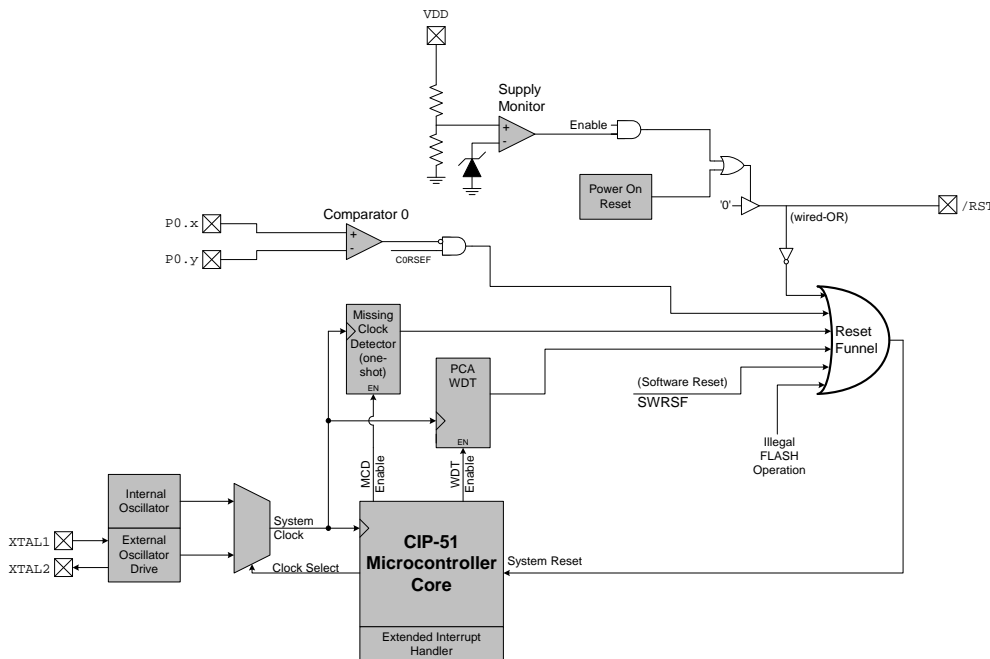 VDD
Supply
Monitor
+
-
Enable
Power On
Reset
'0'
(wired-OR)
/RST
P0.x
P0.y
Comparator 0
+
-
C0RSEF
Missing
Clock
Detector
(one-
shot)
EN
PCA
WDT
EN
Reset
Funnel
(Software Reset)
SWRSF
Illegal
FLASH
Operation
MCD
Enable
WDT
Enable
Internal
Oscillator
External
Oscillator
Drive
XTAL1
XTAL2
System
Clock
Clock Select
CIP-51
Microcontroller
Core
System Reset
Extended Interrupt
Handler